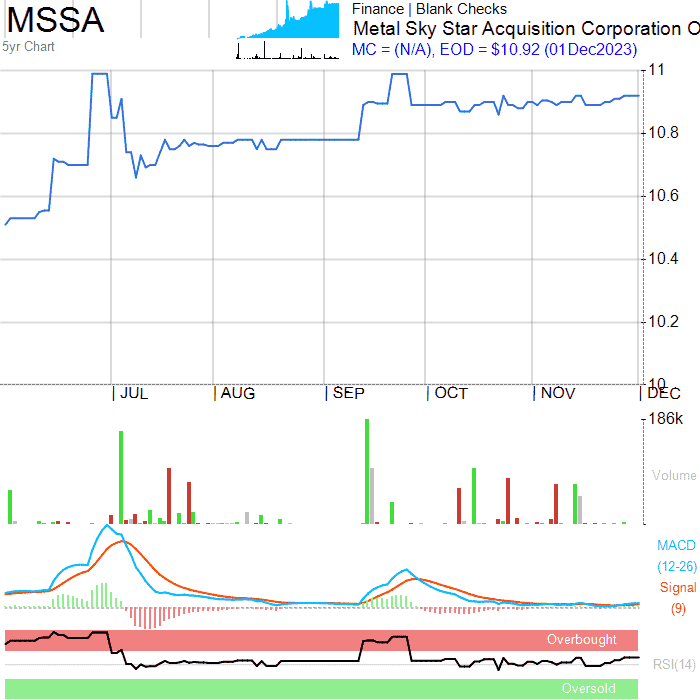 MSSA
5yr Chart
Finance | Blank Checks
Metal Sky Star Acquisition Corporation O
MC = (N/A), EOD = $10.92 (01Dec2023)
11
10.8
10.6
10.4
10.2
10
JUL AUG SEP OCT NOV DEC
186k
Volume
MACD
(12-26)
Signal
(9)
Overbought
RSI(14)
Oversold